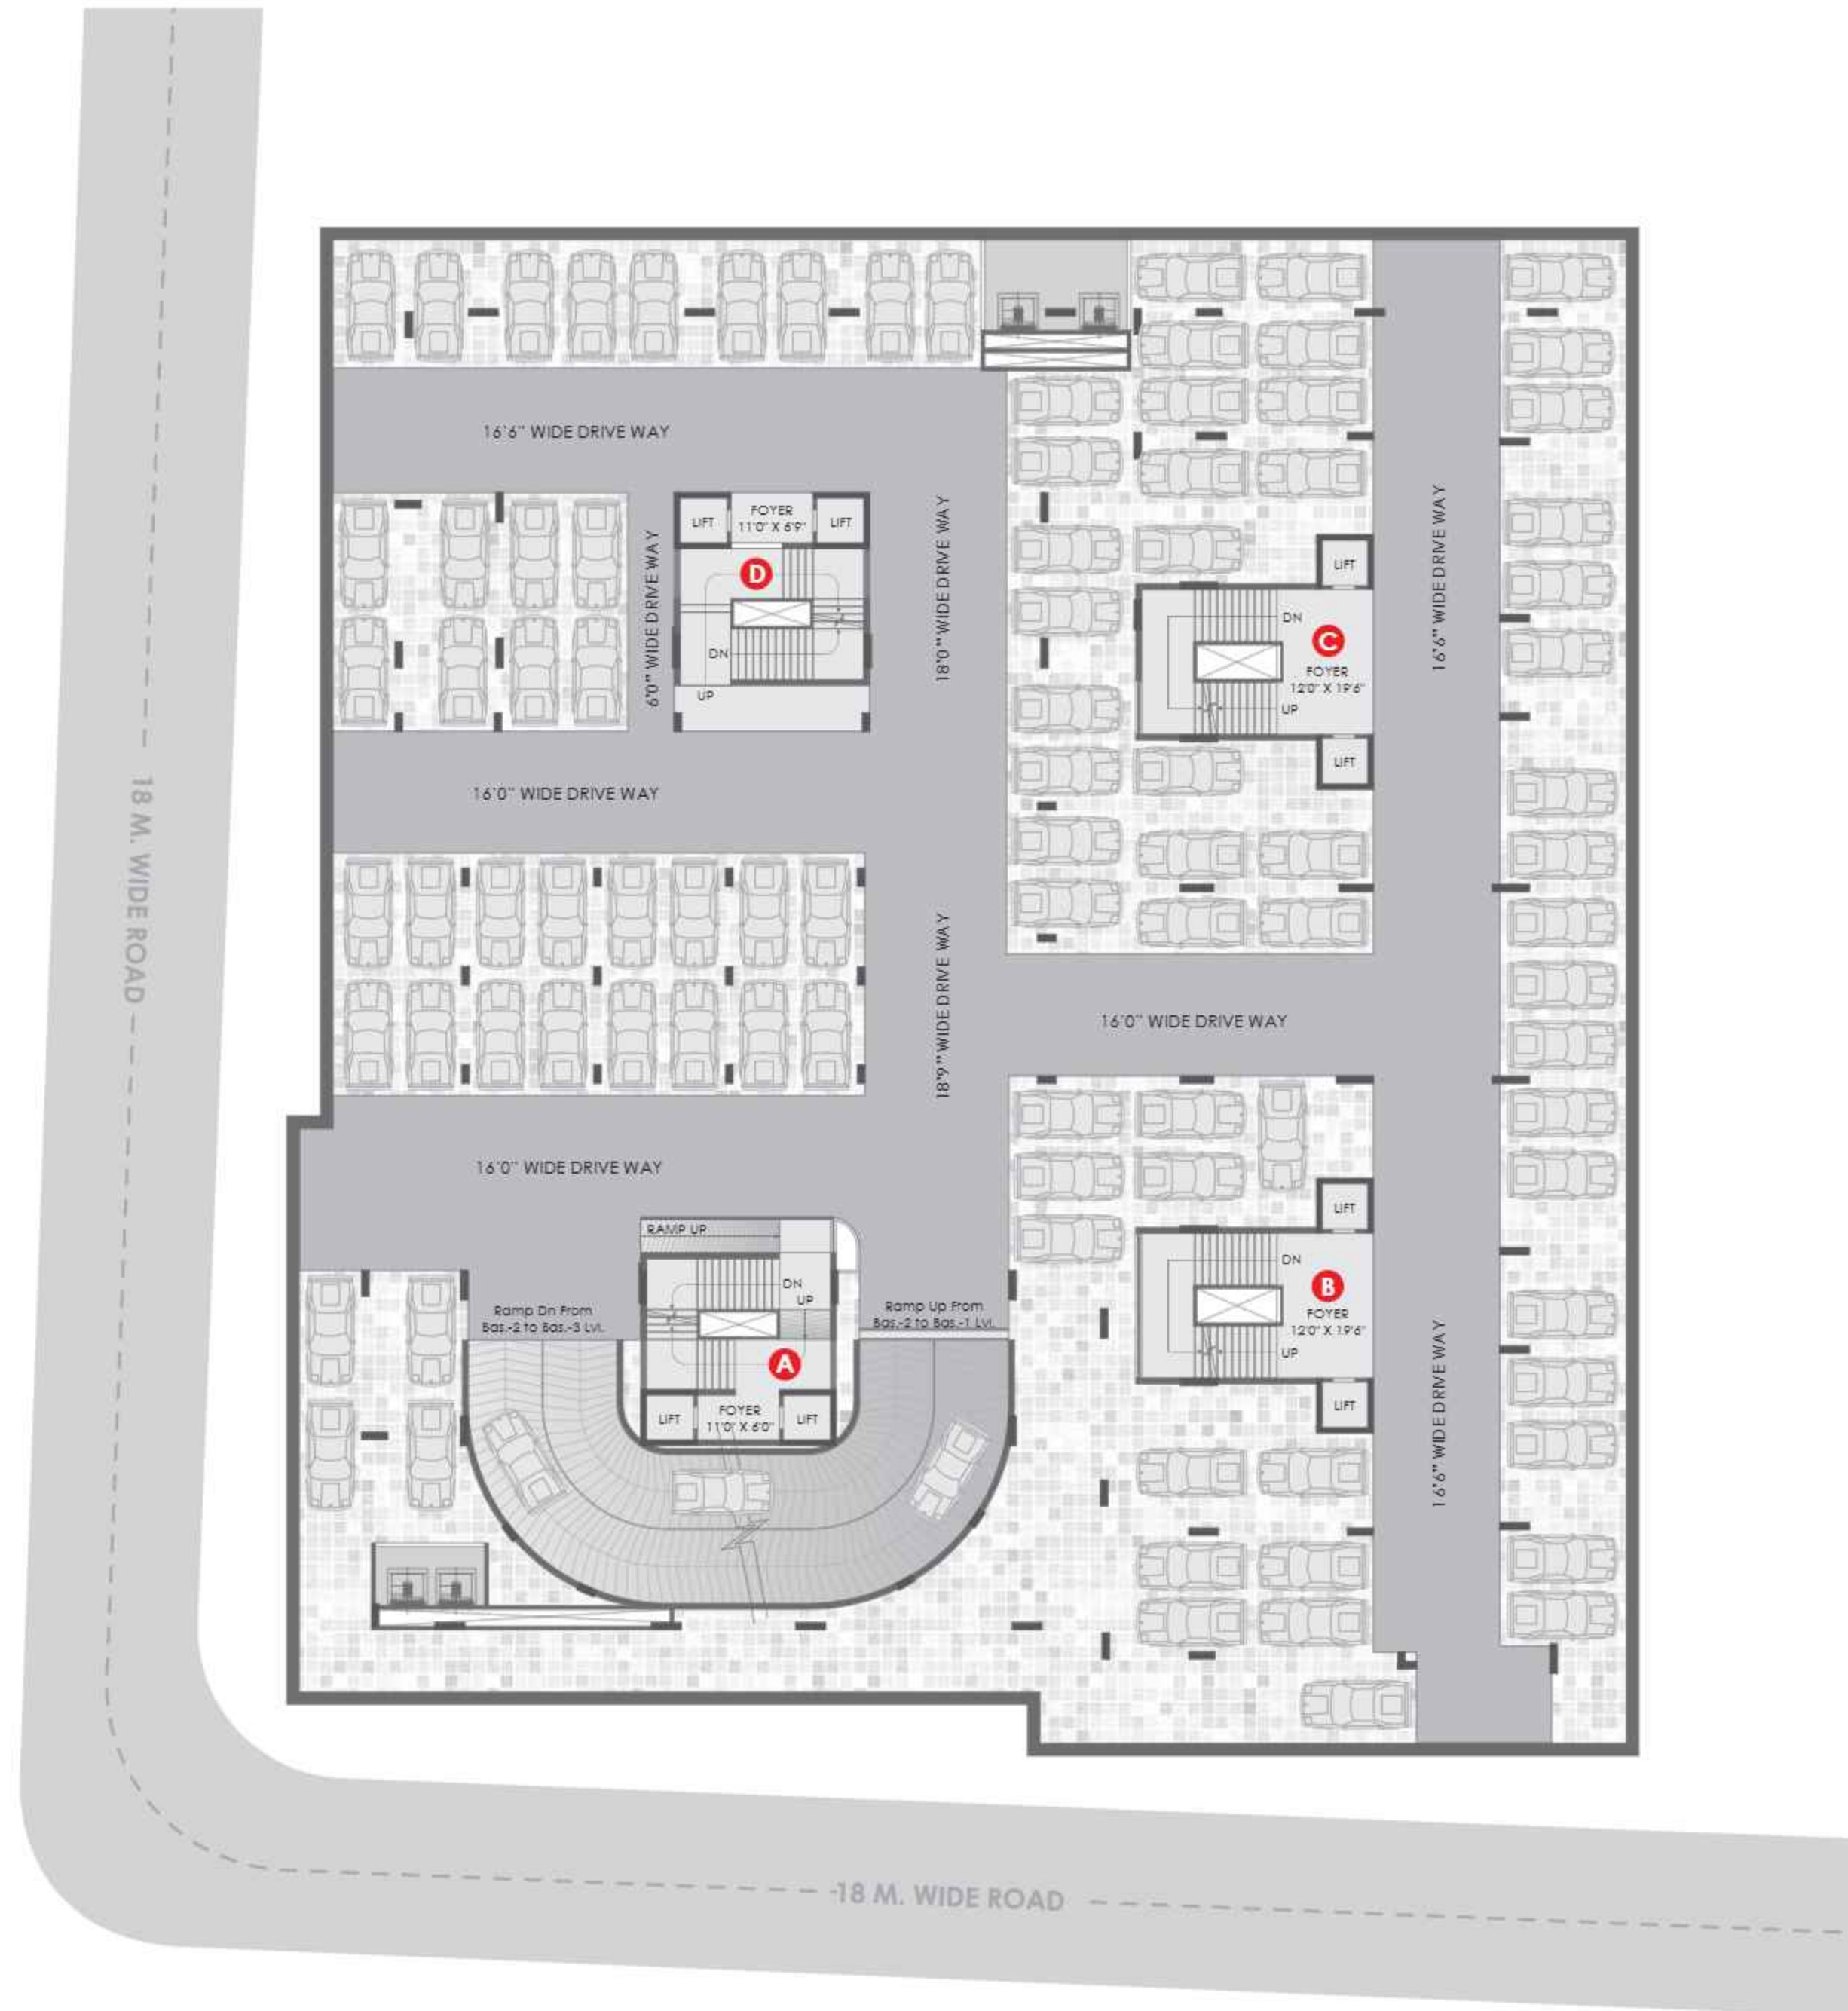 16'6" WIDE DRIVE WAY
LIFT
FOYER
11'0" X 6'9"
LIFT
D
DN
UP
6'0" WIDE DRIVE WAY
18'0" WIDE DRIVE WAY
16'6" WIDE DRIVE WAY
LIFT
DN
C
FOYER
12'0" X 19'6"
UP
LIFT
16'0" WIDE DRIVE WAY
18 M. WIDE ROAD
18'9" WIDE DRIVE WAY
16'0" WIDE DRIVE WAY
16'0" WIDE DRIVE WAY
RAMP UP
DN
UP
Ramp Dn From
Bas.-2 to Bas.-3 Lvl.
Ramp Up From
Bas.-2 to Bas.-1 Lvl.
A
LIFT
FOYER
11'0" X 6'0"
LIFT
LIFT
DN
B
FOYER
12'0" X 19'6"
UP
LIFT
16'6" WIDE DRIVE WAY
18 M. WIDE ROAD